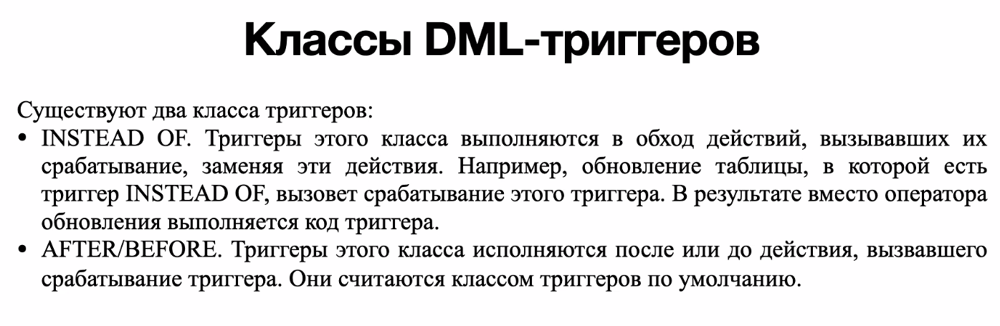 Классы DML-триггеров
Существуют два класса триггеров:
• INSTEAD OF. Триггеры этого класса выполняются в обход действий, вызывавших их
срабатывание, заменяя эти действия. Например, обновление таблицы, в которой есть
триггер INSTEAD OF, вызовет срабатывание этого триггера. В результате вместо оператора
обновления выполняется код триггера.
• AFTER/BEFORE. Триггеры этого класса исполняются после или до действия, вызвавшего
срабатывание триггера. Они считаются классом триггеров по умолчанию.